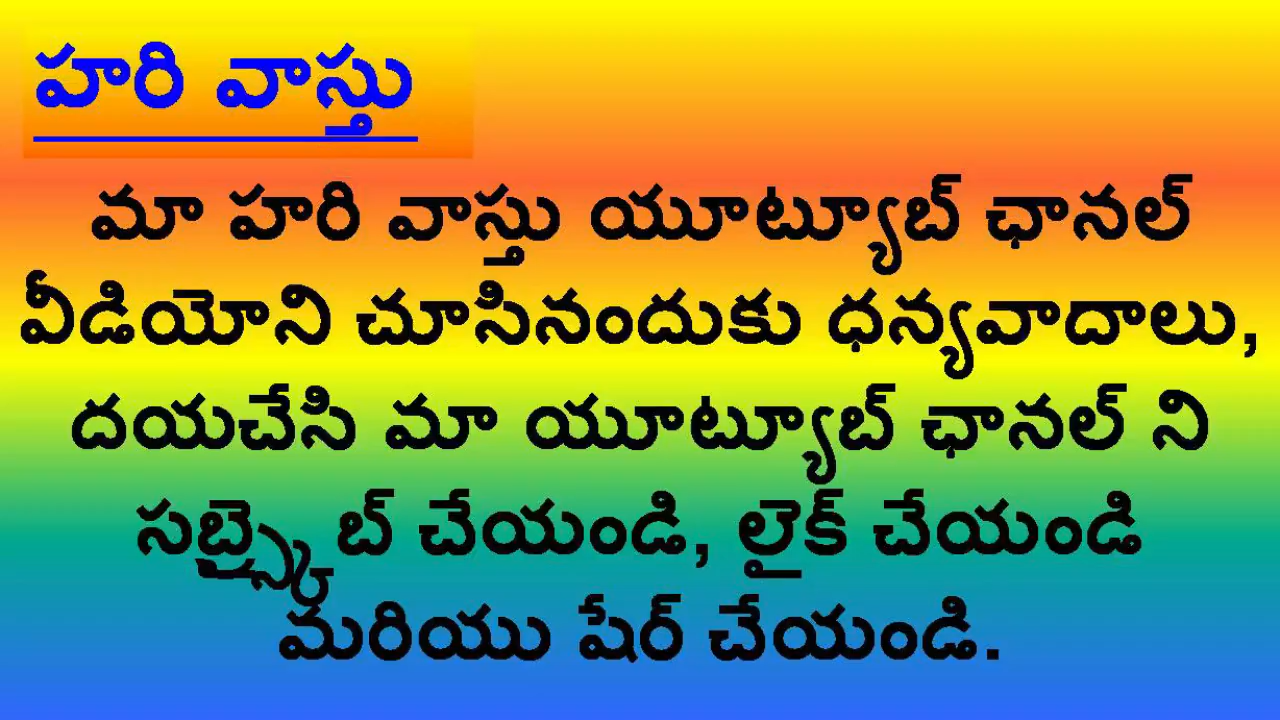 హరి వాస్తు
మా హరి వాస్తు యూట్యూబ్ ఛానల్
వీడియోని చూసినందుకు ధన్యవాదాలు,
దయచేసి మా యూట్యూబ్ ఛానల్ ని
సబ్స్క్రైబ్ చేయండి, లైక్ చేయండి
మరియు షేర్ చేయండి.